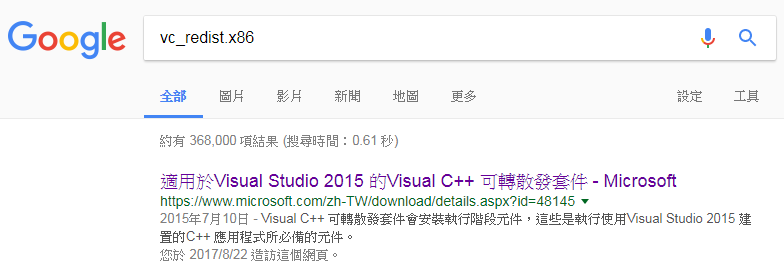 Google
vc_redist.x86
全部 圖片 影片 新聞 地圖 更多 設定 工具
約有 368,000 項結果 (搜尋時間：0.61 秒)
適用於Visual Studio 2015 的Visual C++ 可轉散發套件 - Microsoft
https://www.microsoft.com/zh-TW/download/details.aspx?id=48145
2015年7月10日 - Visual C++ 可轉散發套件會安裝執行階段元件，這些是執行使用Visual Studio 2015 建
置的C++ 應用程式所必備的元件。
您於 2017/8/22 造訪這個網頁。